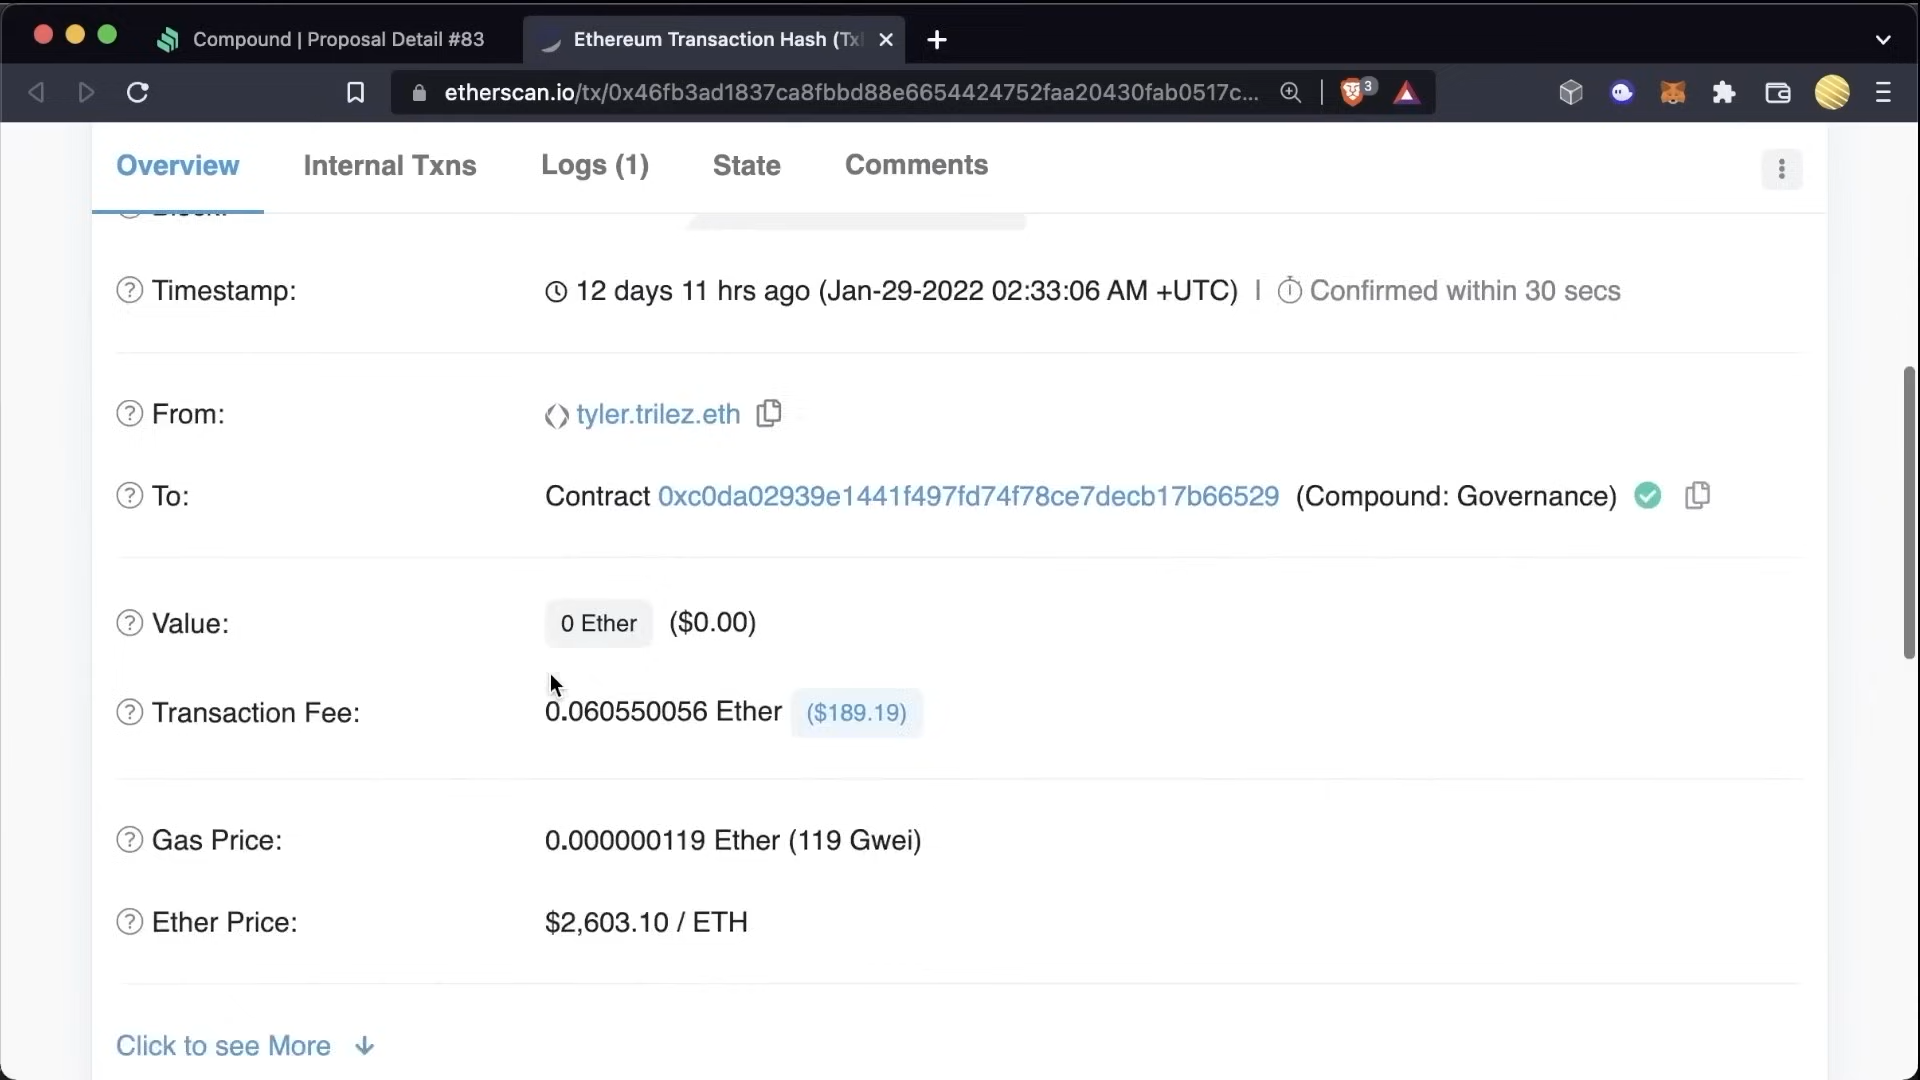 Compound | Proposal Detail #83
Ethereum Transaction Hash (Tx
etherscan.io/tx/0x46fb3ad1837ca8fbbd88e6654424752faa20430fab0517c...
3
Overview
Internal Txns
Logs (1)
State
Comments
Timestamp:
12 days 11 hrs ago (Jan-29-2022 02:33:06 AM +UTC) | Confirmed within 30 secs
From:
tyler.trilez.eth
To:
Contract 0xc0da02939e1441f497fd74f78ce7decb17b66529 (Compound: Governance)
Value:
0 Ether ($0.00)
Transaction Fee:
0.060550056 Ether ($189.19)
Gas Price:
0.000000119 Ether (119 Gwei)
Ether Price:
$2,603.10 / ETH
Click to see More